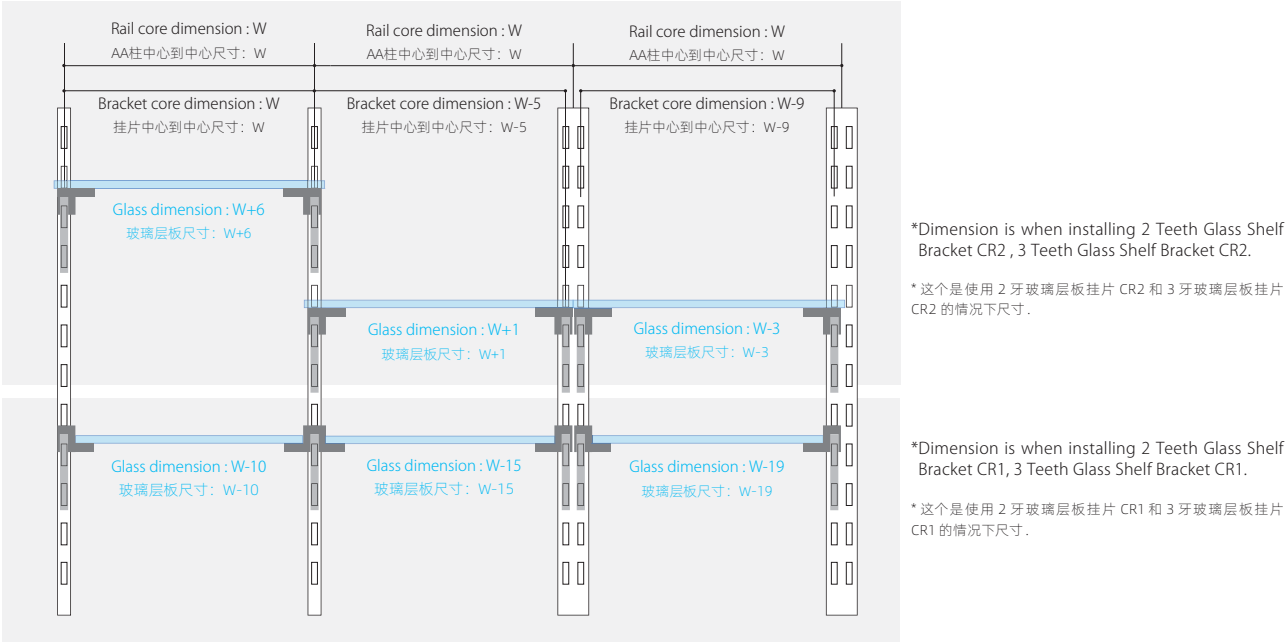 Rail core dimension : W
AA柱中心到中心尺寸：W
Rail core dimension : W
AA柱中心到中心尺寸：W
Rail core dimension : W
AA柱中心到中心尺寸：W
Bracket core dimension : W
挂片中心到中心尺寸：W
Bracket core dimension : W-5
挂片中心到中心尺寸：W-5
Bracket core dimension : W-9
挂片中心到中心尺寸：W-9
Glass dimension : W+6
玻璃层板尺寸：W+6
Glass dimension : W+1
玻璃层板尺寸：W+1
Glass dimension : W-3
玻璃层板尺寸：W-3
*Dimension is when installing 2 Teeth Glass Shelf
Bracket CR2 , 3 Teeth Glass Shelf Bracket CR2.
* 这个是使用 2 牙玻璃层板挂片 CR2 和 3 牙玻璃层板挂片
CR2 的情况下尺寸 .
Glass dimension : W-10
玻璃层板尺寸：W-10
Glass dimension : W-15
玻璃层板尺寸：W-15
Glass dimension : W-19
玻璃层板尺寸：W-19
*Dimension is when installing 2 Teeth Glass Shelf
Bracket CR1, 3 Teeth Glass Shelf Bracket CR1.
* 这个是使用 2 牙玻璃层板挂片 CR1 和 3 牙玻璃层板挂片
CR1 的情况下尺寸 .